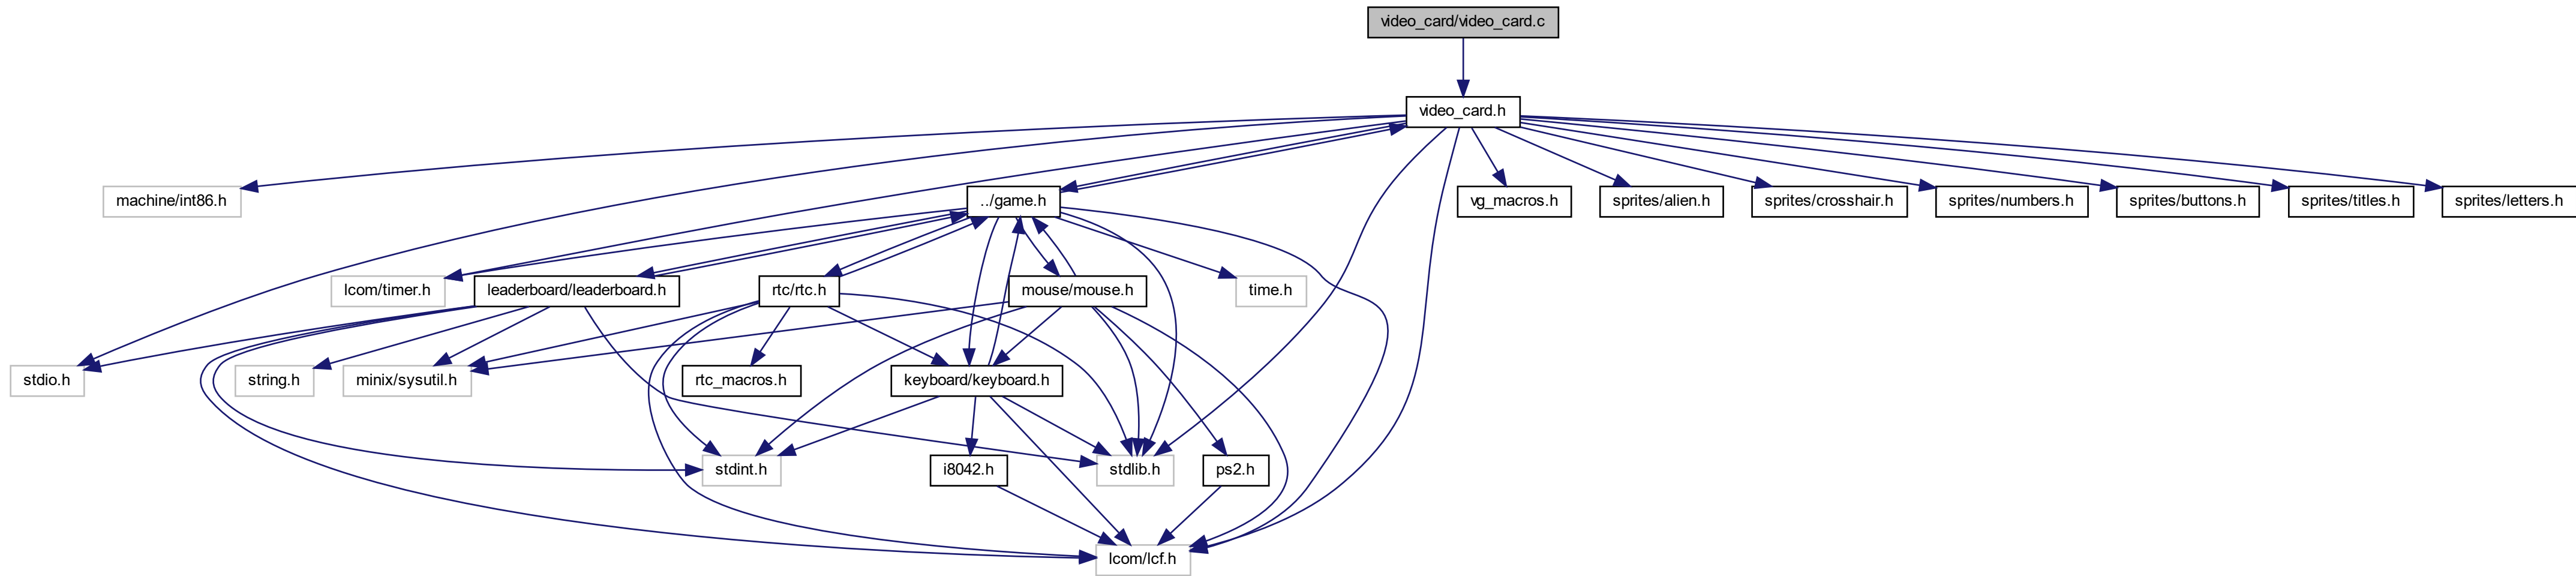 video_card/video_card.c
video_card.h
machine/int86.h
../game.h
vg_macros.h
sprites/alien.h
sprites/crosshair.h
sprites/numbers.h
sprites/buttons.h
sprites/titles.h
sprites/letters.h
lcom/timer.h
leaderboard/leaderboard.h
rtc/rtc.h
mouse/mouse.h
time.h
stdio.h
string.h
minix/sysutil.h
rtc_macros.h
keyboard/keyboard.h
stdint.h
i8042.h
stdlib.h
ps2.h
lcom/lcf.h